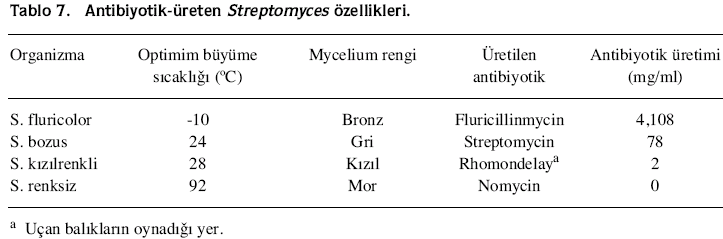 Tablo 7. Antibiyotik-üreten Streptomyces özellikleri.
Organizma Optimim büyüme Mycelium rengi Üretilen Antibiyotik üretimi
sıcaklığı (ºC) antibiyotik (mg/ml)
S. fluricolor -10 Bronz Fluricillinmycin 4,108
S. bozus 24 Gri Streptomycin 78
S. kızılrenkli 28 Kızıl Rhomondelayᵃ 2
S. renksiz 92 Mor Nomycin 0
ᵃ Uçan balıkların oynadığı yer.